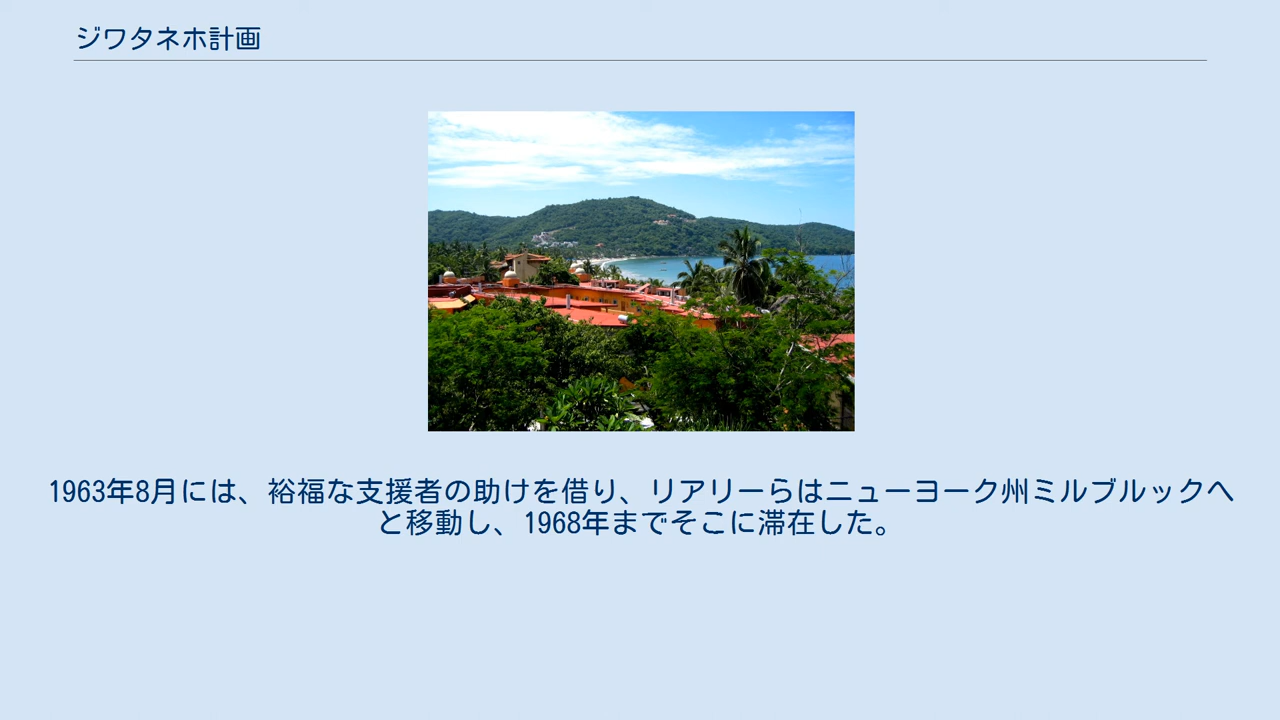 ジワタネホ計画
1963年8月には、裕福な支援者の助けを借り、リアリーらはニューヨーク州ミルブルックへ
と移動し、1968年までそこに滞在した。